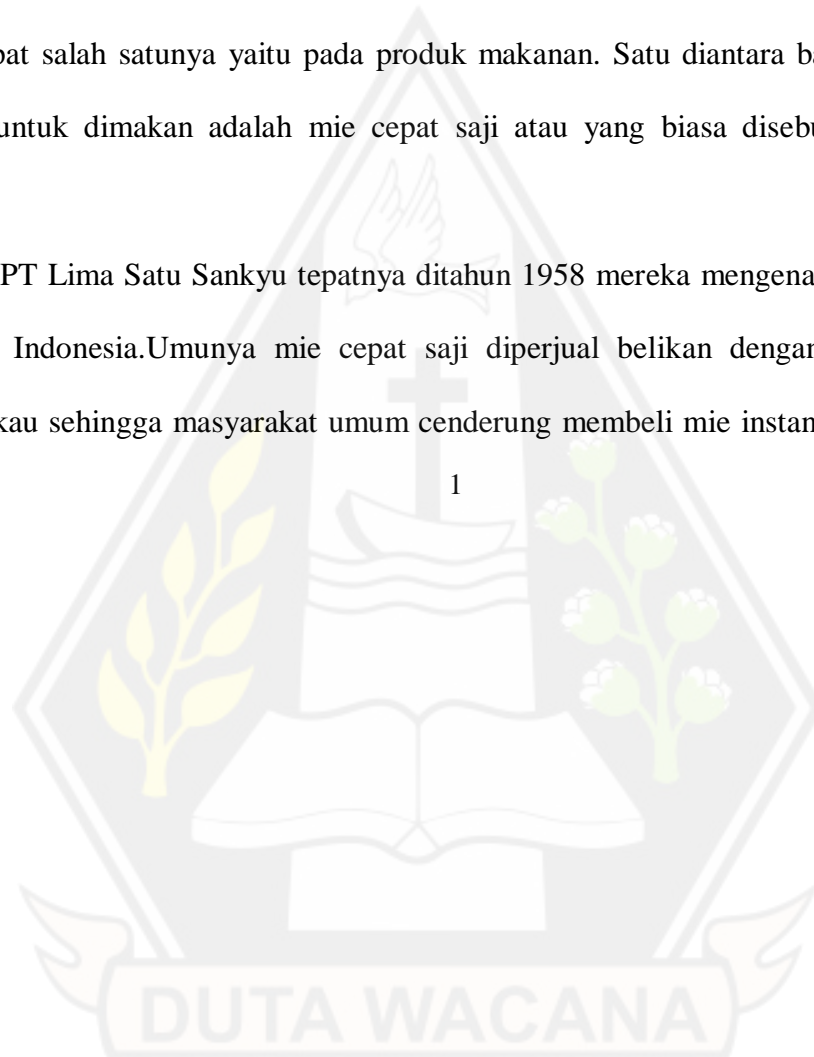 pat salah satunya yaitu pada produk makanan. Satu diantara ba
untuk dimakan adalah mie cepat saji atau yang biasa disebu
PT Lima Satu Sankyu tepatnya ditahun 1958 mereka mengena
Indonesia.Umunya mie cepat saji diperjual belikan dengan
kau sehingga masyarakat umum cenderung membeli mie instan
1
DUTA WACANA